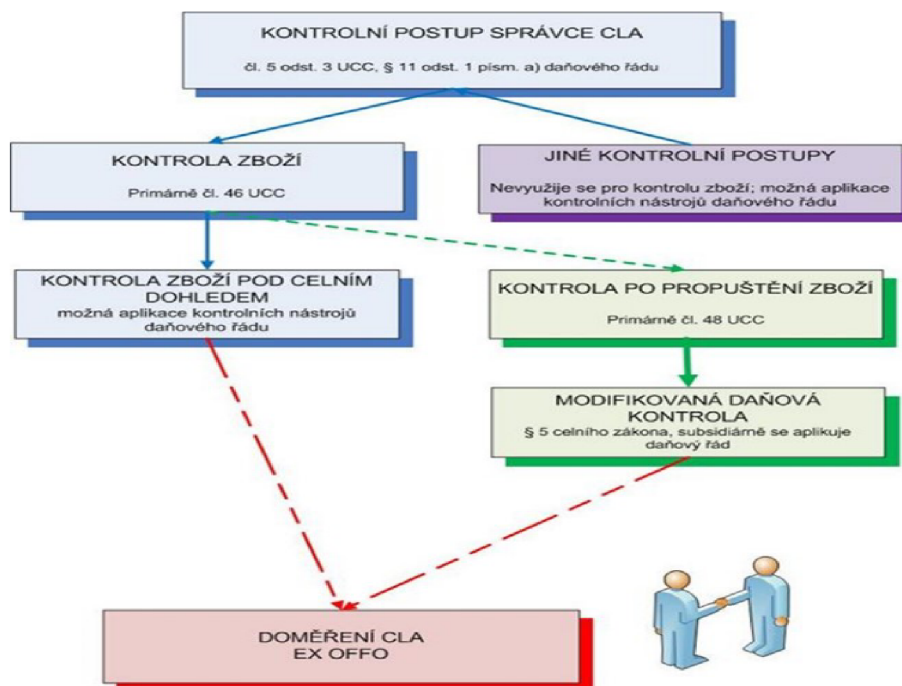 KONTROLNÍ POSTUP SPRÁVCE CLA
čl. 5 odst. 3 UCC, § 11 odst. 1 písm. a) daňového řádu
KONTROLA ZBOŽÍ
Primárně čl. 46 UCC
JINÉ KONTROLNÍ POSTUPY
Nevyužije se pro kontrolu zboží; možná aplikace
kontrolních nástrojů daňového řádu
KONTROLA ZBOŽÍ POD CELNÍM
DOHLEDEM
možná aplikace kontrolních nástrojů
daňového řádu
KONTROLA PO PROPUŠTĚNÍ ZBOŽÍ
Primárně čl. 48 UCC
MODIFIKOVANÁ DAŇOVÁ
KONTROLA
§ 5 celního zákona, subsidiárně se aplikuje
daňový řád
DOMĚŘENÍ CLA
EX OFFO